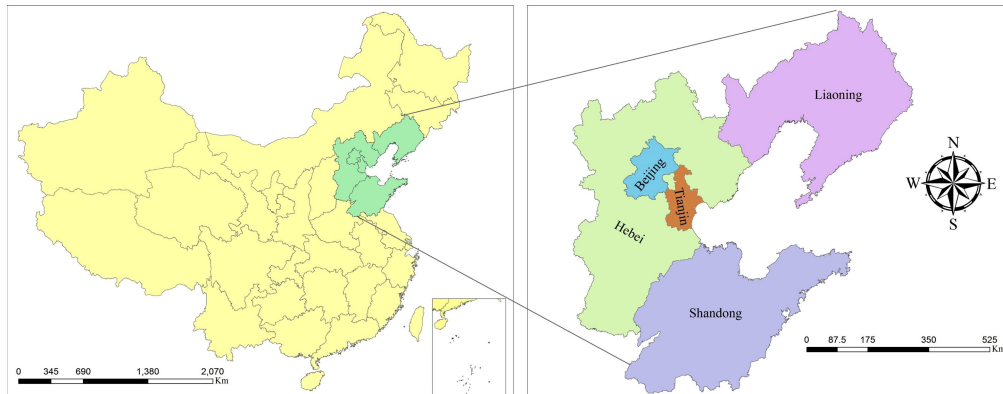 0 345 690 1,380 2,070
Km
Liaoning
Beijing
Tianjin
Hebei
Shandong
N
W E
S
0 87.5 175 350 525
Km